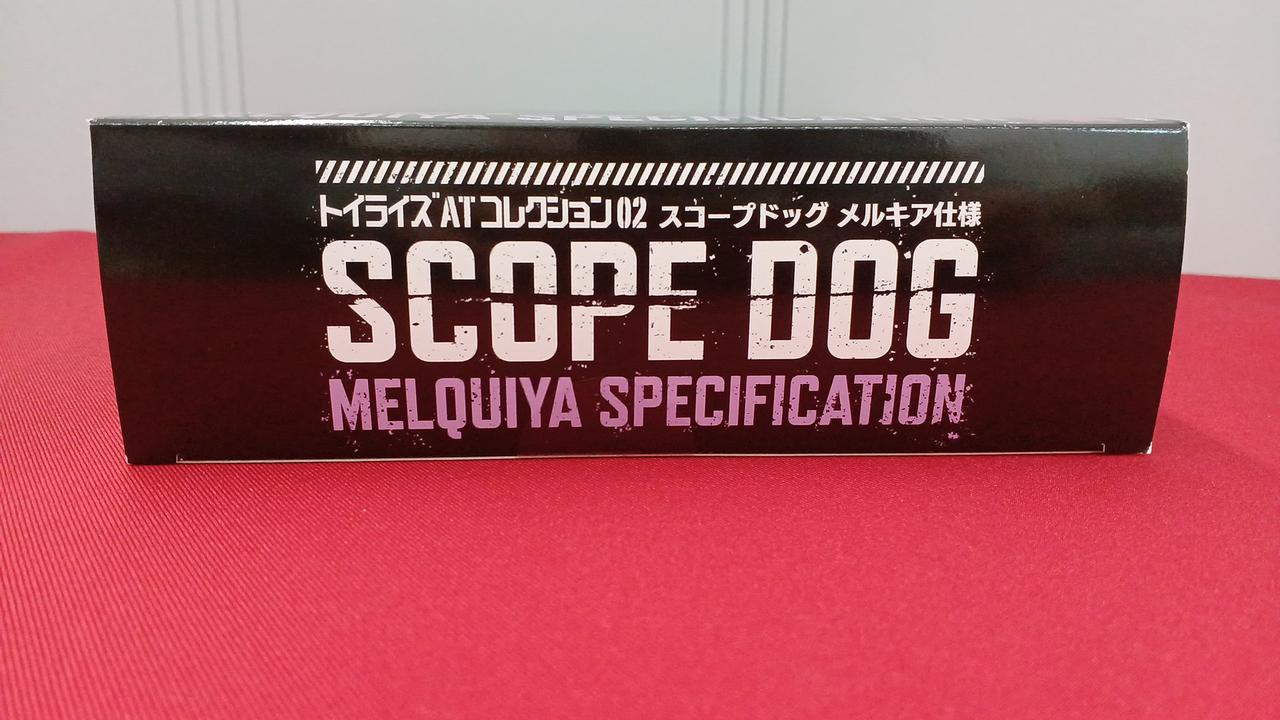 トイライズ ATコレクション02 スコープドッグ メルキア仕様
SCOPE DOG
MELQUIYA SPECIFICATION